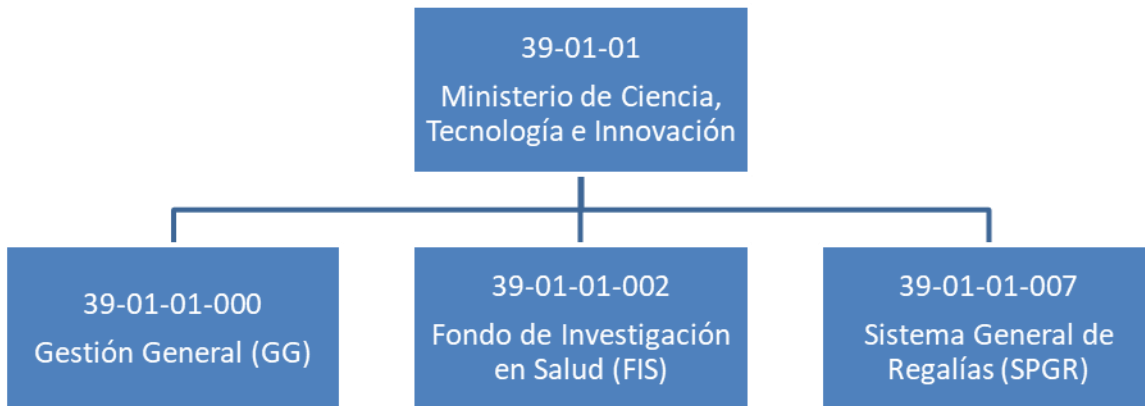 39-01-01
Ministerio de Ciencia,
Tecnología e Innovación
39-01-01-000
Gestión General (GG)
39-01-01-002
Fondo de Investigación
en Salud (FIS)
39-01-01-007
Sistema General de
Regalías (SPGR)